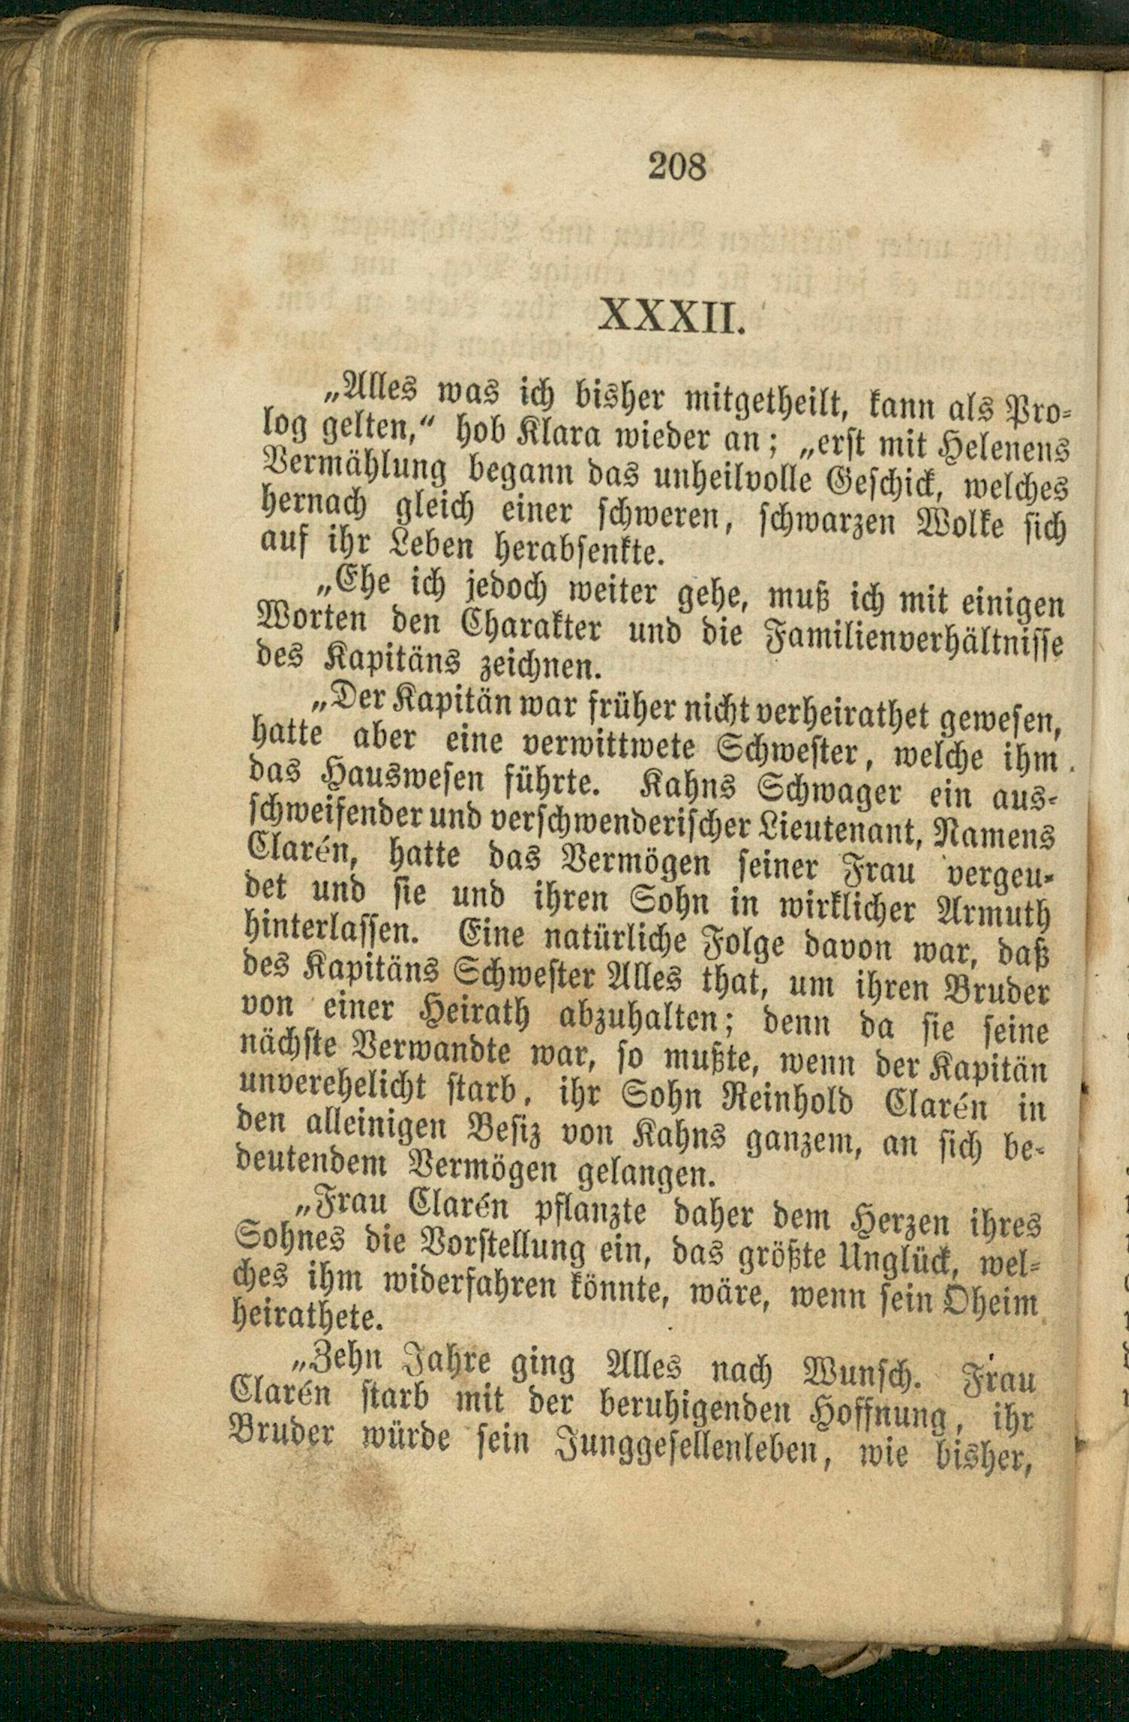 208
XXXII.
„Alles was ich bisher mitgetheilt, kann als Pro-
log gelten,“ hob Klara wieder an; „erst mit Helenens
Vermählung begann das unheilvolle Geschick, welches
hernach gleich einer schweren, schwarzen Wolke sich
auf ihr Leben herabsenkte.
„Ehe ich jedoch weiter gehe, muß ich mit einigen
Worten den Charakter und die Familienverhältnisse
des Kapitäns zeichnen.
„Der Kapitän war früher nicht verheirathet gewesen,
hatte aber eine verwittwete Schwester, welche ihm
das Hauswesen führte. Kahns Schwager ein aus-
schweifender und verschwenderischer Lieutenant, Namens
Clarén, hatte das Vermögen seiner Frau vergeu-
det und sie und ihren Sohn in wirklicher Armuth
hinterlassen. Eine natürliche Folge davon war, daß
des Kapitäns Schwester Alles that, um ihren Bruder
von einer Heirath abzuhalten; denn da sie seine
nächste Verwandte war, so mußte, wenn der Kapitän
unverehelicht starb, ihr Sohn Reinhold Clarén in
den alleinigen Besiz von Kahns ganzem, an sich be-
deutendem Vermögen gelangen.
„Frau Clarén pflanzte daher dem Herzen ihres
Sohnes die Vorstellung ein, das größte Unglück, wel-
ches ihm widerfahren könnte, wäre, wenn sein Oheim
heirathete.
„Zehn Jahre ging Alles nach Wunsch. Frau
Clarén starb mit der beruhigenden Hoffnung, ihr
Bruder würde sein Junggesellenleben, wie bisher,